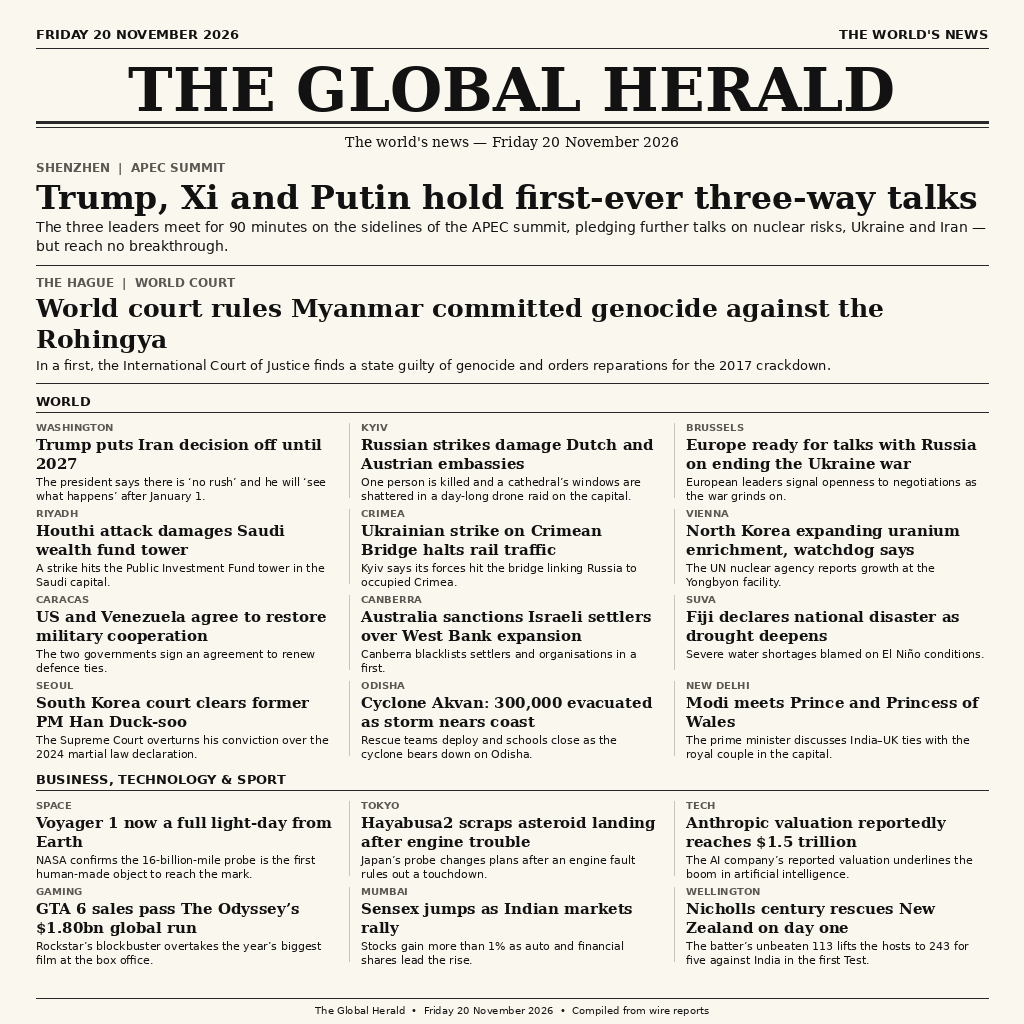 FRIDAY 20 NOVEMBER 2026
THE WORLD'S NEWS
THE GLOBAL HERALD
The world's news — Friday 20 November 2026
SHENZHEN | APEC SUMMIT
Trump, Xi and Putin hold first-ever three-way talks
The three leaders meet for 90 minutes on the sidelines of the APEC summit, pledging further talks on nuclear risks, Ukraine and Iran —
but reach no breakthrough.
THE HAGUE | WORLD COURT
World court rules Myanmar committed genocide against the
Rohingya
In a first, the International Court of Justice finds a state guilty of genocide and orders reparations for the 2017 crackdown.
WORLD
WASHINGTON
Trump puts Iran decision off until
2027
The president says there is ‘no rush’ and he will ‘see
what happens’ after January 1.
KYIV
Russian strikes damage Dutch and
Austrian embassies
One person is killed and a cathedral’s windows are
shattered in a day-long drone raid on the capital.
BRUSSELS
Europe ready for talks with Russia
on ending the Ukraine war
European leaders signal openness to negotiations as
the war grinds on.
RIYADH
Houthi attack damages Saudi
wealth fund tower
A strike hits the Public Investment Fund tower in the
Saudi capital.
CRIMEA
Ukrainian strike on Crimean
Bridge halts rail traffic
Kyiv says its forces hit the bridge linking Russia to
occupied Crimea.
VIENNA
North Korea expanding uranium
enrichment, watchdog says
The UN nuclear agency reports growth at the
Yongbyon facility.
CARACAS
US and Venezuela agree to restore
military cooperation
The two governments sign an agreement to renew
defence ties.
CANBERRA
Australia sanctions Israeli settlers
over West Bank expansion
Canberra blacklists settlers and organisations in a
first.
SUVA
Fiji declares national disaster as
drought deepens
Severe water shortages blamed on El Niño conditions.
SEOUL
South Korea court clears former
PM Han Duck-soo
The Supreme Court overturns his conviction over the
2024 martial law declaration.
ODISHA
Cyclone Akvan: 300,000 evacuated
as storm nears coast
Rescue teams deploy and schools close as the
cyclone bears down on Odisha.
NEW DELHI
Modi meets Prince and Princess of
Wales
The prime minister discusses India–UK ties with the
royal couple in the capital.
BUSINESS, TECHNOLOGY & SPORT
SPACE
Voyager 1 now a full light-day from
Earth
NASA confirms the 16-billion-mile probe is the first
human-made object to reach the mark.
TOKYO
Hayabusa2 scraps asteroid landing
after engine trouble
Japan’s probe changes plans after an engine fault
rules out a touchdown.
TECH
Anthropic valuation reportedly
reaches $1.5 trillion
The AI company’s reported valuation underlines the
boom in artificial intelligence.
GAMING
GTA 6 sales pass The Odyssey’s
$1.80bn global run
Rockstar’s blockbuster overtakes the year’s biggest
film at the box office.
MUMBAI
Sensex jumps as Indian markets
rally
Stocks gain more than 1% as auto and financial
shares lead the rise.
WELLINGTON
Nicholls century rescues New
Zealand on day one
The batter’s unbeaten 113 lifts the hosts to 243 for
five against India in the first Test.
The Global Herald • Friday 20 November 2026 • Compiled from wire reports